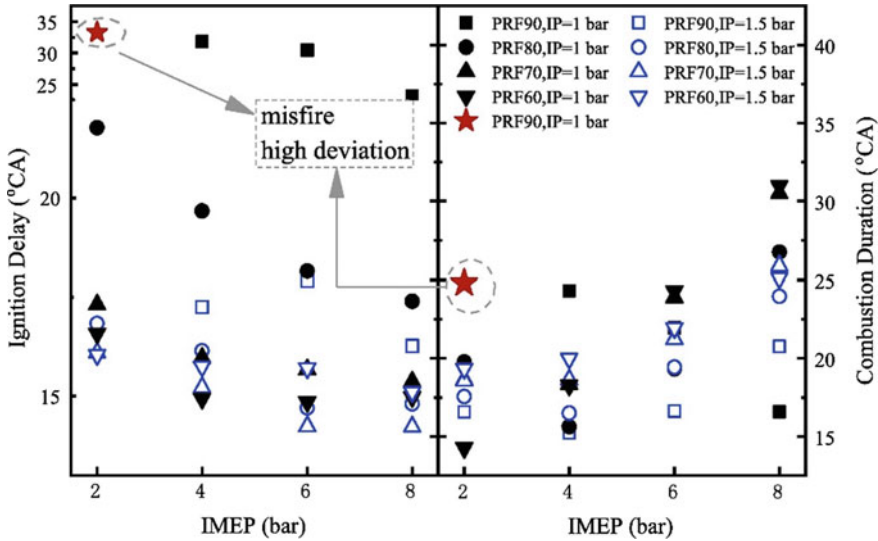 35
30
25
20
15
Ignition Delay (°CA)
misfire
high deviation
2 4 6 8
IMEP (bar)
PRF90,IP=1 bar PRF90,IP=1.5 bar
PRF80,IP=1 bar PRF80,IP=1.5 bar
PRF70,IP=1 bar PRF70,IP=1.5 bar
PRF60,IP=1 bar PRF60,IP=1.5 bar
PRF90,IP=1 bar
2 4 6 8
IMEP (bar)
40
35
30
25
20
15
Combustion Duration (°CA)